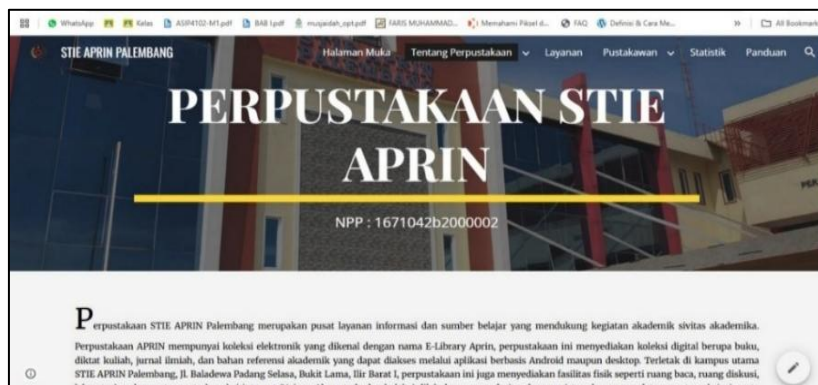 WhatsApp Kelas ASIP4102-M1.pdf BAB I.pdf musjadah_opt.pdf FARIS MUHAMMAD... Memahami Piksel d... FAQ Definisi & Cara Me... » All Bookmark
STIE APRIN PALEMBANG Halaman Muka Tentang Perpustakaan Layanan Pustakawan Statistik Panduan
PERPUSTAKAAN STIE
APRIN
NPP : 1671042b2000002
Perpustakaan STIE APRIN Palembang merupakan pusat layanan informasi dan sumber belajar yang mendukung kegiatan akademik sivitas akademika.
Perpustakaan APRIN mempunyai koleksi elektronik yang dikenal dengan nama E-Library Aprin, perpustakaan ini menyediakan koleksi digital berupa buku,
diktat kuliah, jurnal ilmiah, dan bahan referensi akademik yang dapat diakses melalui aplikasi berbasis Android maupun desktop. Terletak di kampus utama
STIE APRIN Palembang, Jl. Baladewa Padang Selasa, Bukit Lama, Ilir Barat I, perpustakaan ini juga menyediakan fasilitas fisik seperti ruang baca, ruang diskusi,